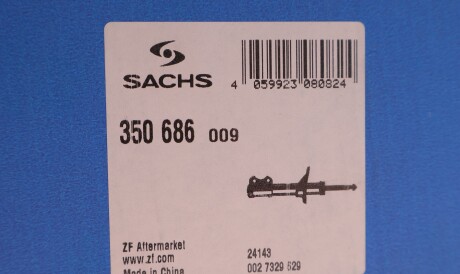 SACHS
4 059923 080824
350 686 009
ZF Aftermarket
www.zf.com
Made in China
24143
002 7329 629